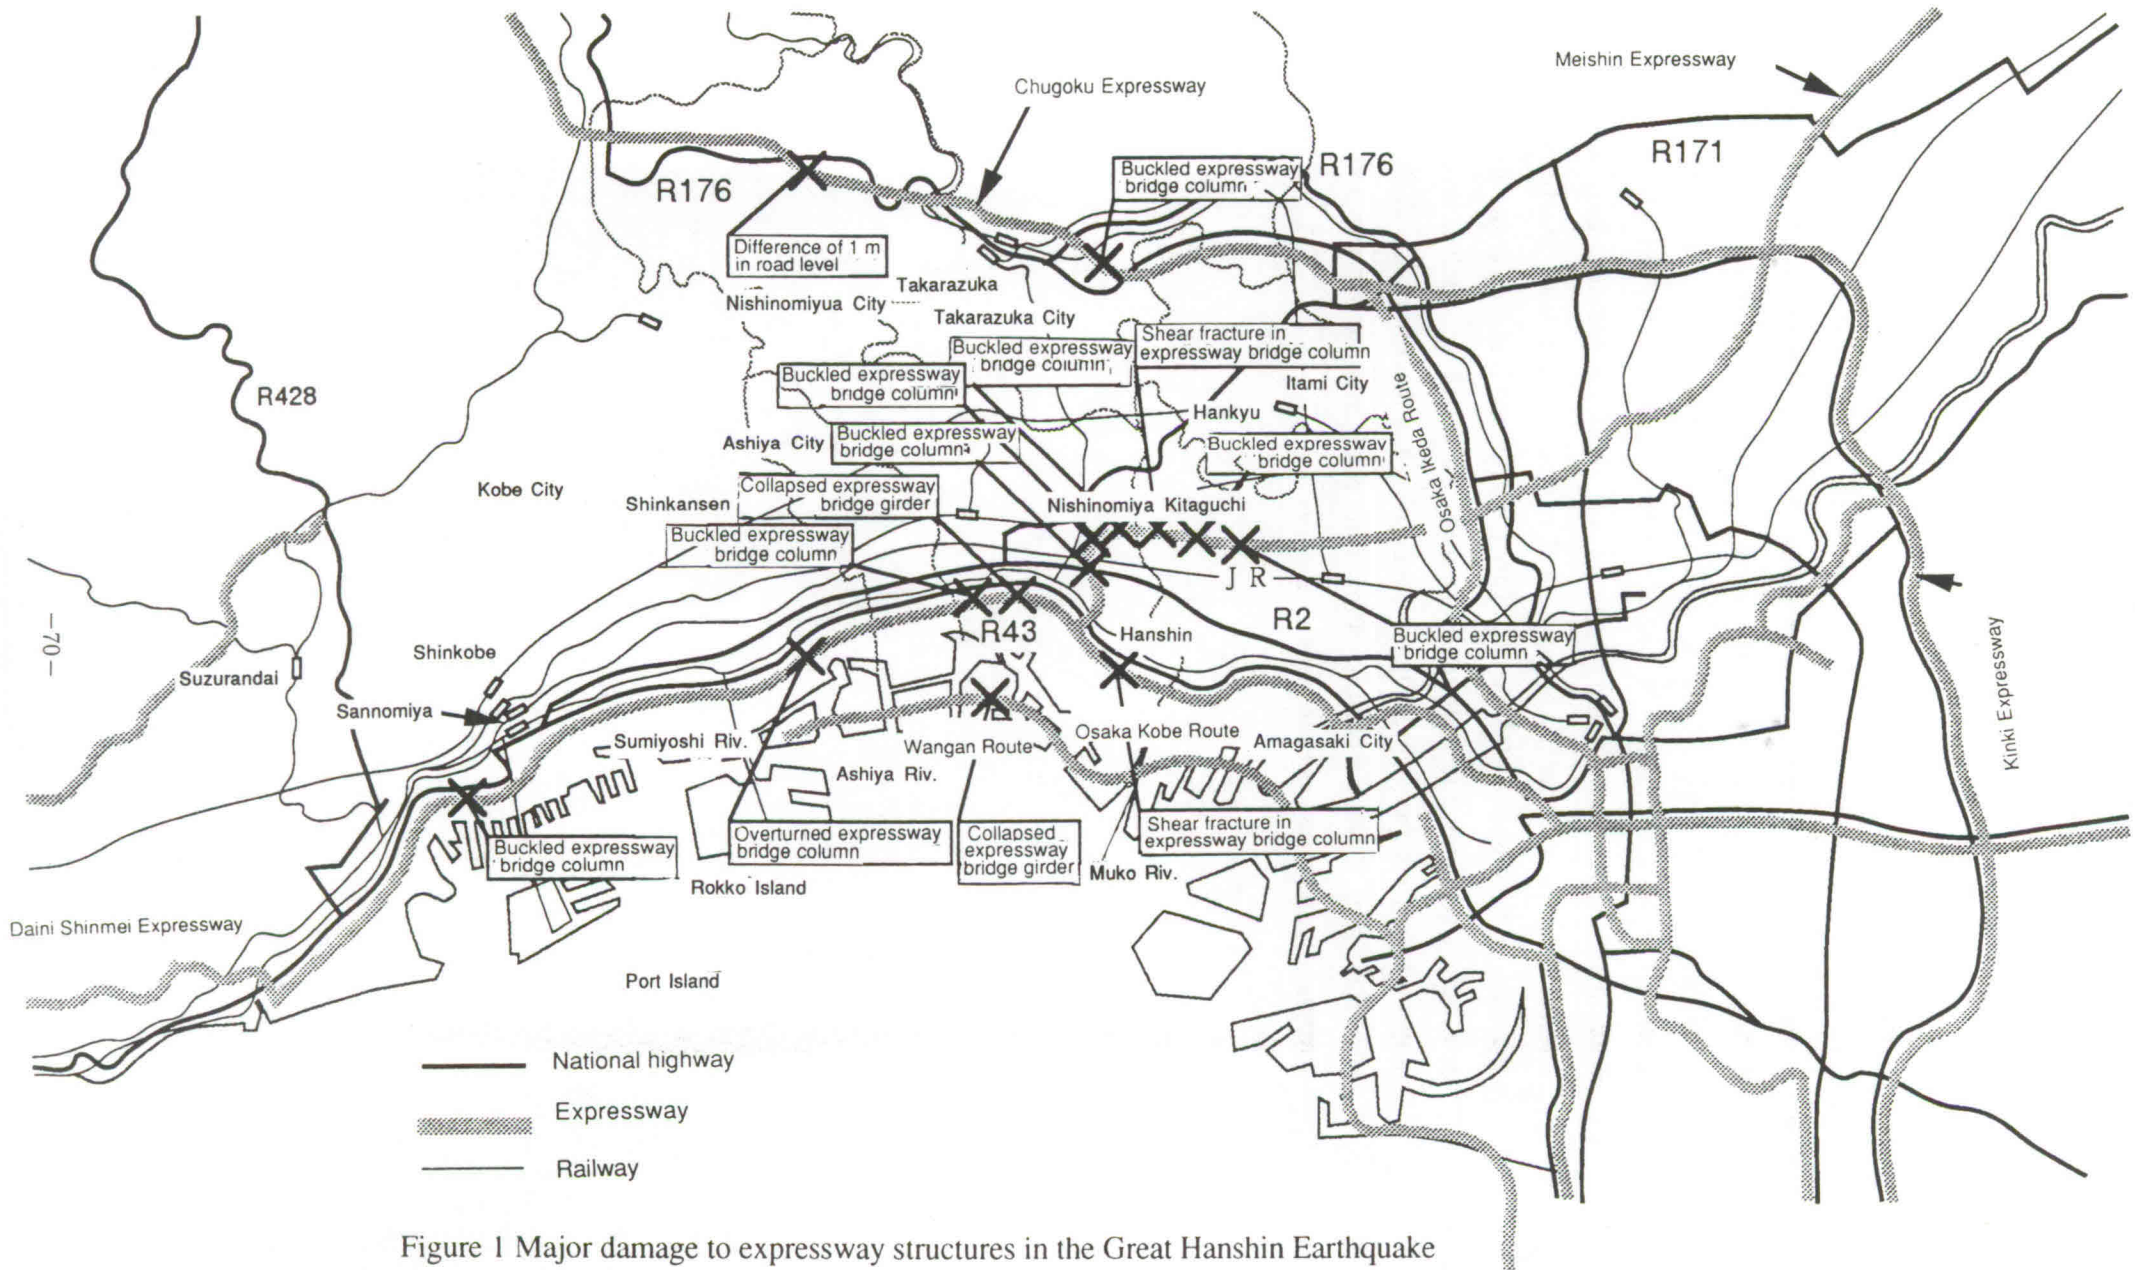 Meishin Expressway
Chugoku Expressway
R171
R176
Buckled expressway
bridge column
R176
Difference of 1 m
in road level
Takarazuka
Nishinomiyua City
Takarazuka City
Shear fracture in
expressway bridge column
Buckled expressway
bridge column
Buckled expressway
bridge column
Itami City
R428
Osaka Ikeda Route
Hankyu
Ashiya City
Buckled expressway
bridge column
Buckled expressway
bridge column
Kobe City
Shinkansen
Collapsed expressway
bridge girder
Nishinomiya Kitaguchi
Buckled expressway
bridge column
J R
R2
R43
Hanshin
Buckled expressway
bridge column
-70-
Shinkobe
Suzurandai
Sannomiya
Kinki Expressway
Sumiyoshi Riv.
Wangan Route
Osaka Kobe Route
Amagasaki City
Ashiya Riv.
Buckled expressway
bridge column
Overturned expressway
bridge column
Collapsed
expressway
bridge girder
Shear fracture in
expressway bridge column
Muko Riv.
Rokko Island
Daini Shinmei Expressway
Port Island
National highway
Expressway
Railway
Figure 1 Major damage to expressway structures in the Great Hanshin Earthquake